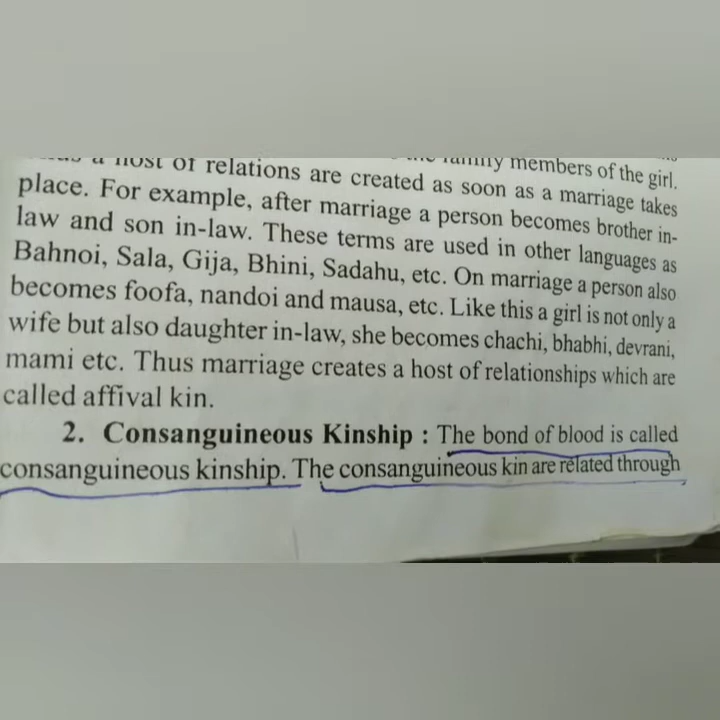 a host of relations are created as soon as a marriage takes
family members of the girl.
place. For example, after marriage a person becomes brother in-
law and son in-law. These terms are used in other languages as
Bahnoi, Sala, Gija, Bhini, Sadahu, etc. On marriage a person also
becomes foofa, nandoi and mausa, etc. Like this a girl is not only a
wife but also daughter in-law, she becomes chachi, bhabhi, devrani,
mami etc. Thus marriage creates a host of relationships which are
called affival kin.
2. Consanguineous Kinship : The bond of blood is called
consanguineous kinship. The consanguineous kin are related through